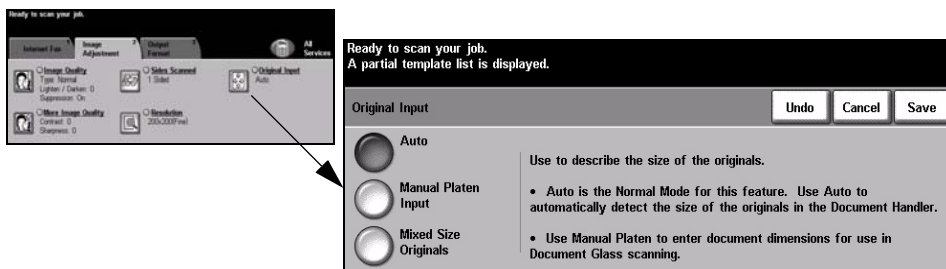 Ready to scan your job.
Internet Fax
Image Adjustment
Output Format
All Services
Image Quality
Type: Normal
Lighten / Darken: 0
Suppression: On
Sides Scanned
1 Sided
Original Input
Auto
More Image Quality
Contrast: 0
Sharpness: 0
Resolution
200x200(Fine)
Ready to scan your job.
A partial template list is displayed.
Original Input
Undo
Cancel
Save
Auto
Manual Platen
Input
Mixed Size
Originals
Use to describe the size of the originals.
• Auto is the Normal Mode for this feature. Use Auto to
automatically detect the size of the originals in the Document Handler.
• Use Manual Platen to enter document dimensions for use in
Document Glass scanning.